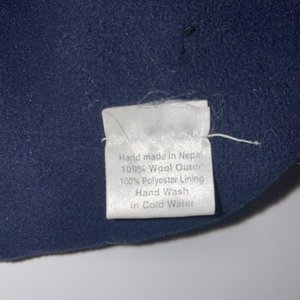 Hand made in Nepal
100% Wool Outer
100% Polyester Lining
Hand Wash
in Cold Water